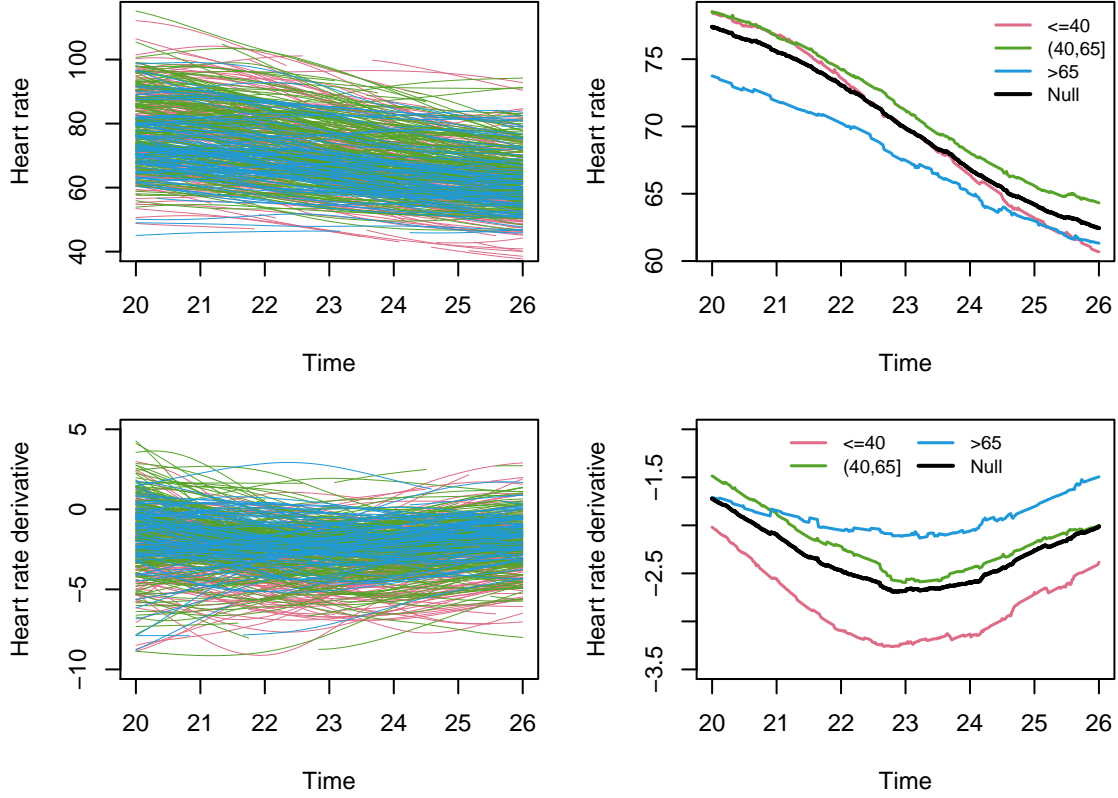 Heart rate
40 60 80 100
20 21 22 23 24 25 26
Time
Heart rate
60 65 70 75
<=40
(40,65]
>65
Null
20 21 22 23 24 25 26
Time
Heart rate derivative
−10 −5 0 5
20 21 22 23 24 25 26
Time
Heart rate derivative
−3.5 −2.5 −1.5
<=40 >65
(40,65] Null
20 21 22 23 24 25 26
Time